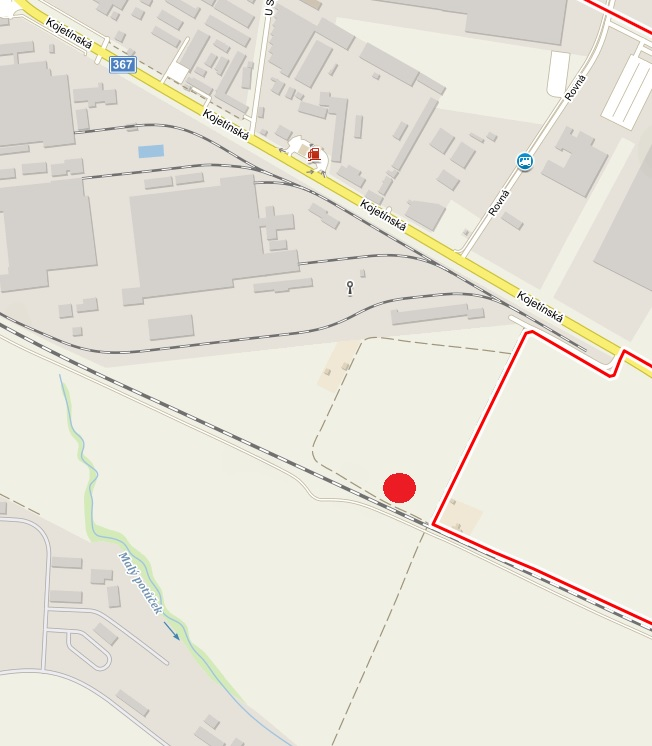 Kojetínská
U S
367
Rovná
Kojetínská
Kojetínská
Rovná
Kojetínská
Malý potůček